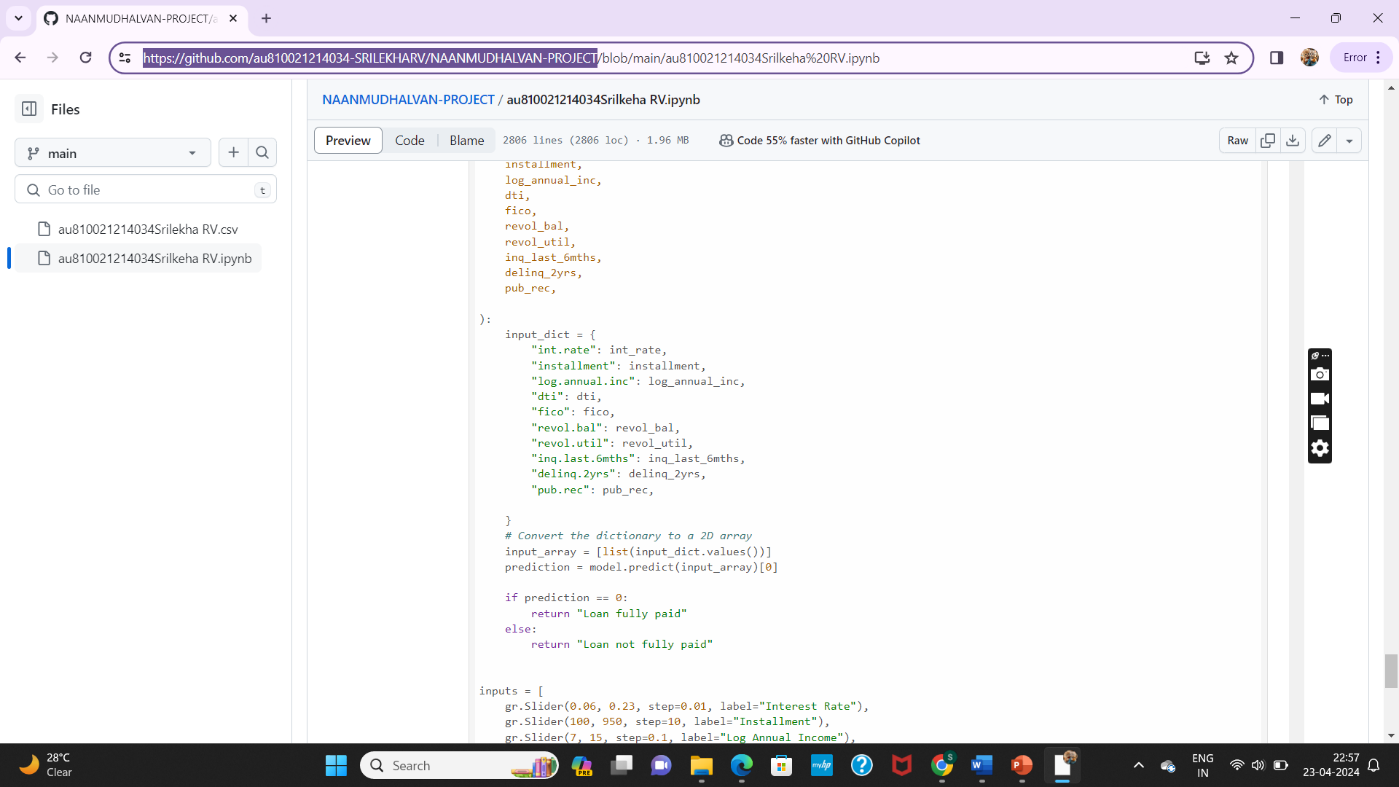 NAANMUDHALVAN-PROJECT/a
https://github.com/au810021214034-SRILEKHARV/NAANMUDHALVAN-PROJECT/blob/main/au810021214034Srilkeha%20RV.ipynb
Error
Files
main
Go to file
t
au810021214034Srilekha RV.csv
au810021214034Srilkeha RV.ipynb
NAANMUDHALVAN-PROJECT / au810021214034Srilkeha RV.ipynb
Top
Preview Code Blame 2806 lines (2806 loc) · 1.96 MB Code 55% faster with GitHub Copilot Raw
installment,
log_annual_inc,
dti,
fico,
revol_bal,
revol_util,
inq_last_6mths,
delinq_2yrs,
pub_rec,
):
input_dict = {
"int.rate": int_rate,
"installment": installment,
"log.annual.inc": log_annual_inc,
"dti": dti,
"fico": fico,
"revol.bal": revol_bal,
"revol.util": revol_util,
"inq.last.6mths": inq_last_6mths,
"delinq.2yrs": delinq_2yrs,
"pub.rec": pub_rec,
}
# Convert the dictionary to a 2D array
input_array = [list(input_dict.values())]
prediction = model.predict(input_array)[0]
if prediction == 0:
return "Loan fully paid"
else:
return "Loan not fully paid"
inputs = [
gr.Slider(0.06, 0.23, step=0.01, label="Interest Rate"),
gr.Slider(100, 950, step=10, label="Installment"),
gr.Slider(7, 15, step=0.1, label="Log Annual Income"),
28°C
Clear
Search
PRE
myhp
S
W
P
ENG
IN
22:57
23-04-2024